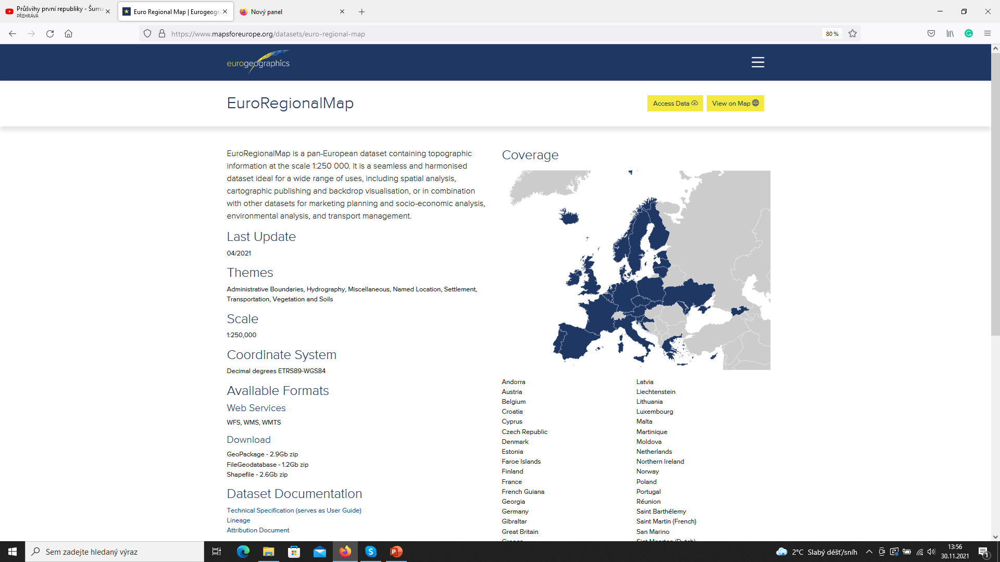 Průšvihy první republiky - Šuma
PŘEHRÁVÁ
Euro Regional Map | Eurogeogra
Nový panel
https://www.mapsforeurope.org/datasets/euro-regional-map
80 %
eurogeographics
EuroRegionalMap
Access Data
View on Map
EuroRegionalMap is a pan-European dataset containing topographic
information at the scale 1:250 000. It is a seamless and harmonised
dataset ideal for a wide range of uses, including spatial analysis,
cartographic publishing and backdrop visualisation, or in combination
with other datasets for marketing planning and socio-economic analysis,
environmental analysis, and transport management.
Last Update
04/2021
Themes
Administrative Boundaries, Hydrography, Miscellaneous, Named Location, Settlement,
Transportation, Vegetation and Soils
Scale
1:250,000
Coordinate System
Decimal degrees ETRS89-WGS84
Available Formats
Web Services
WFS, WMS, WMTS
Download
GeoPackage - 2.9Gb zip
FileGeodatabase - 1.2Gb zip
Shapefile - 2.6Gb zip
Dataset Documentation
Technical Specification (serves as User Guide)
Lineage
Attribution Document
Coverage
Andorra
Austria
Belgium
Croatia
Cyprus
Czech Republic
Denmark
Estonia
Faroe Islands
Finland
France
French Guiana
Georgia
Germany
Gibraltar
Great Britain
Greece
Latvia
Liechtenstein
Lithuania
Luxembourg
Malta
Martinique
Moldova
Netherlands
Northern Ireland
Norway
Poland
Portugal
Réunion
Saint Barthélemy
Saint Martin (French)
San Marino
Sint Maarten (Dutch)
Sem zadejte hledaný výraz
2°C Slabý déšť/sníh
13:56
30.11.2021
1